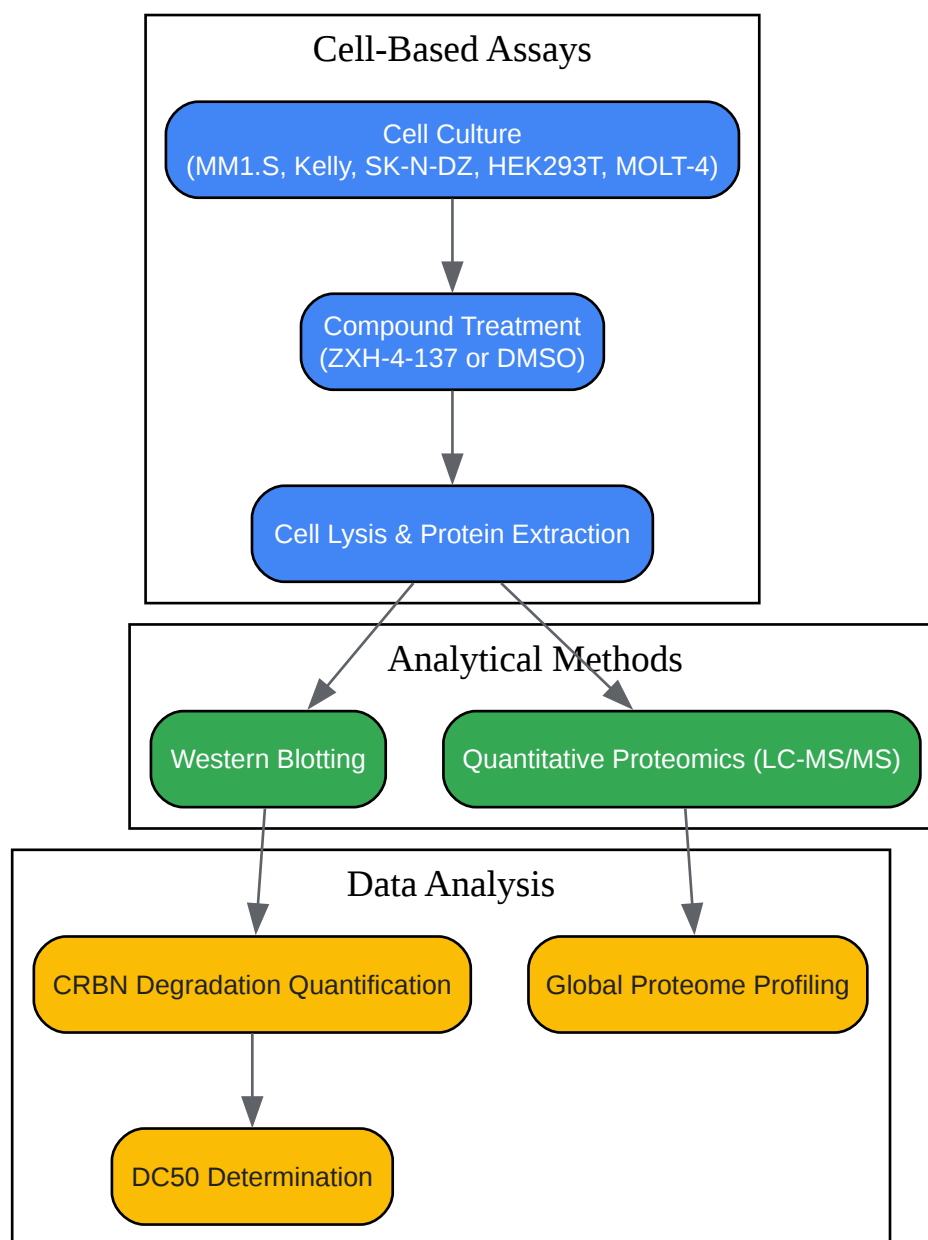 Cell-Based Assays
Cell Culture
(MM1.S, Kelly, SK-N-DZ, HEK293T, MOLT-4)
Compound Treatment
(ZXH-4-137 or DMSO)
Cell Lysis & Protein Extraction
Analytical Methods
Western Blotting
Quantitative Proteomics (LC-MS/MS)
Data Analysis
CRBN Degradation Quantification
Global Proteome Profiling
DC50 Determination